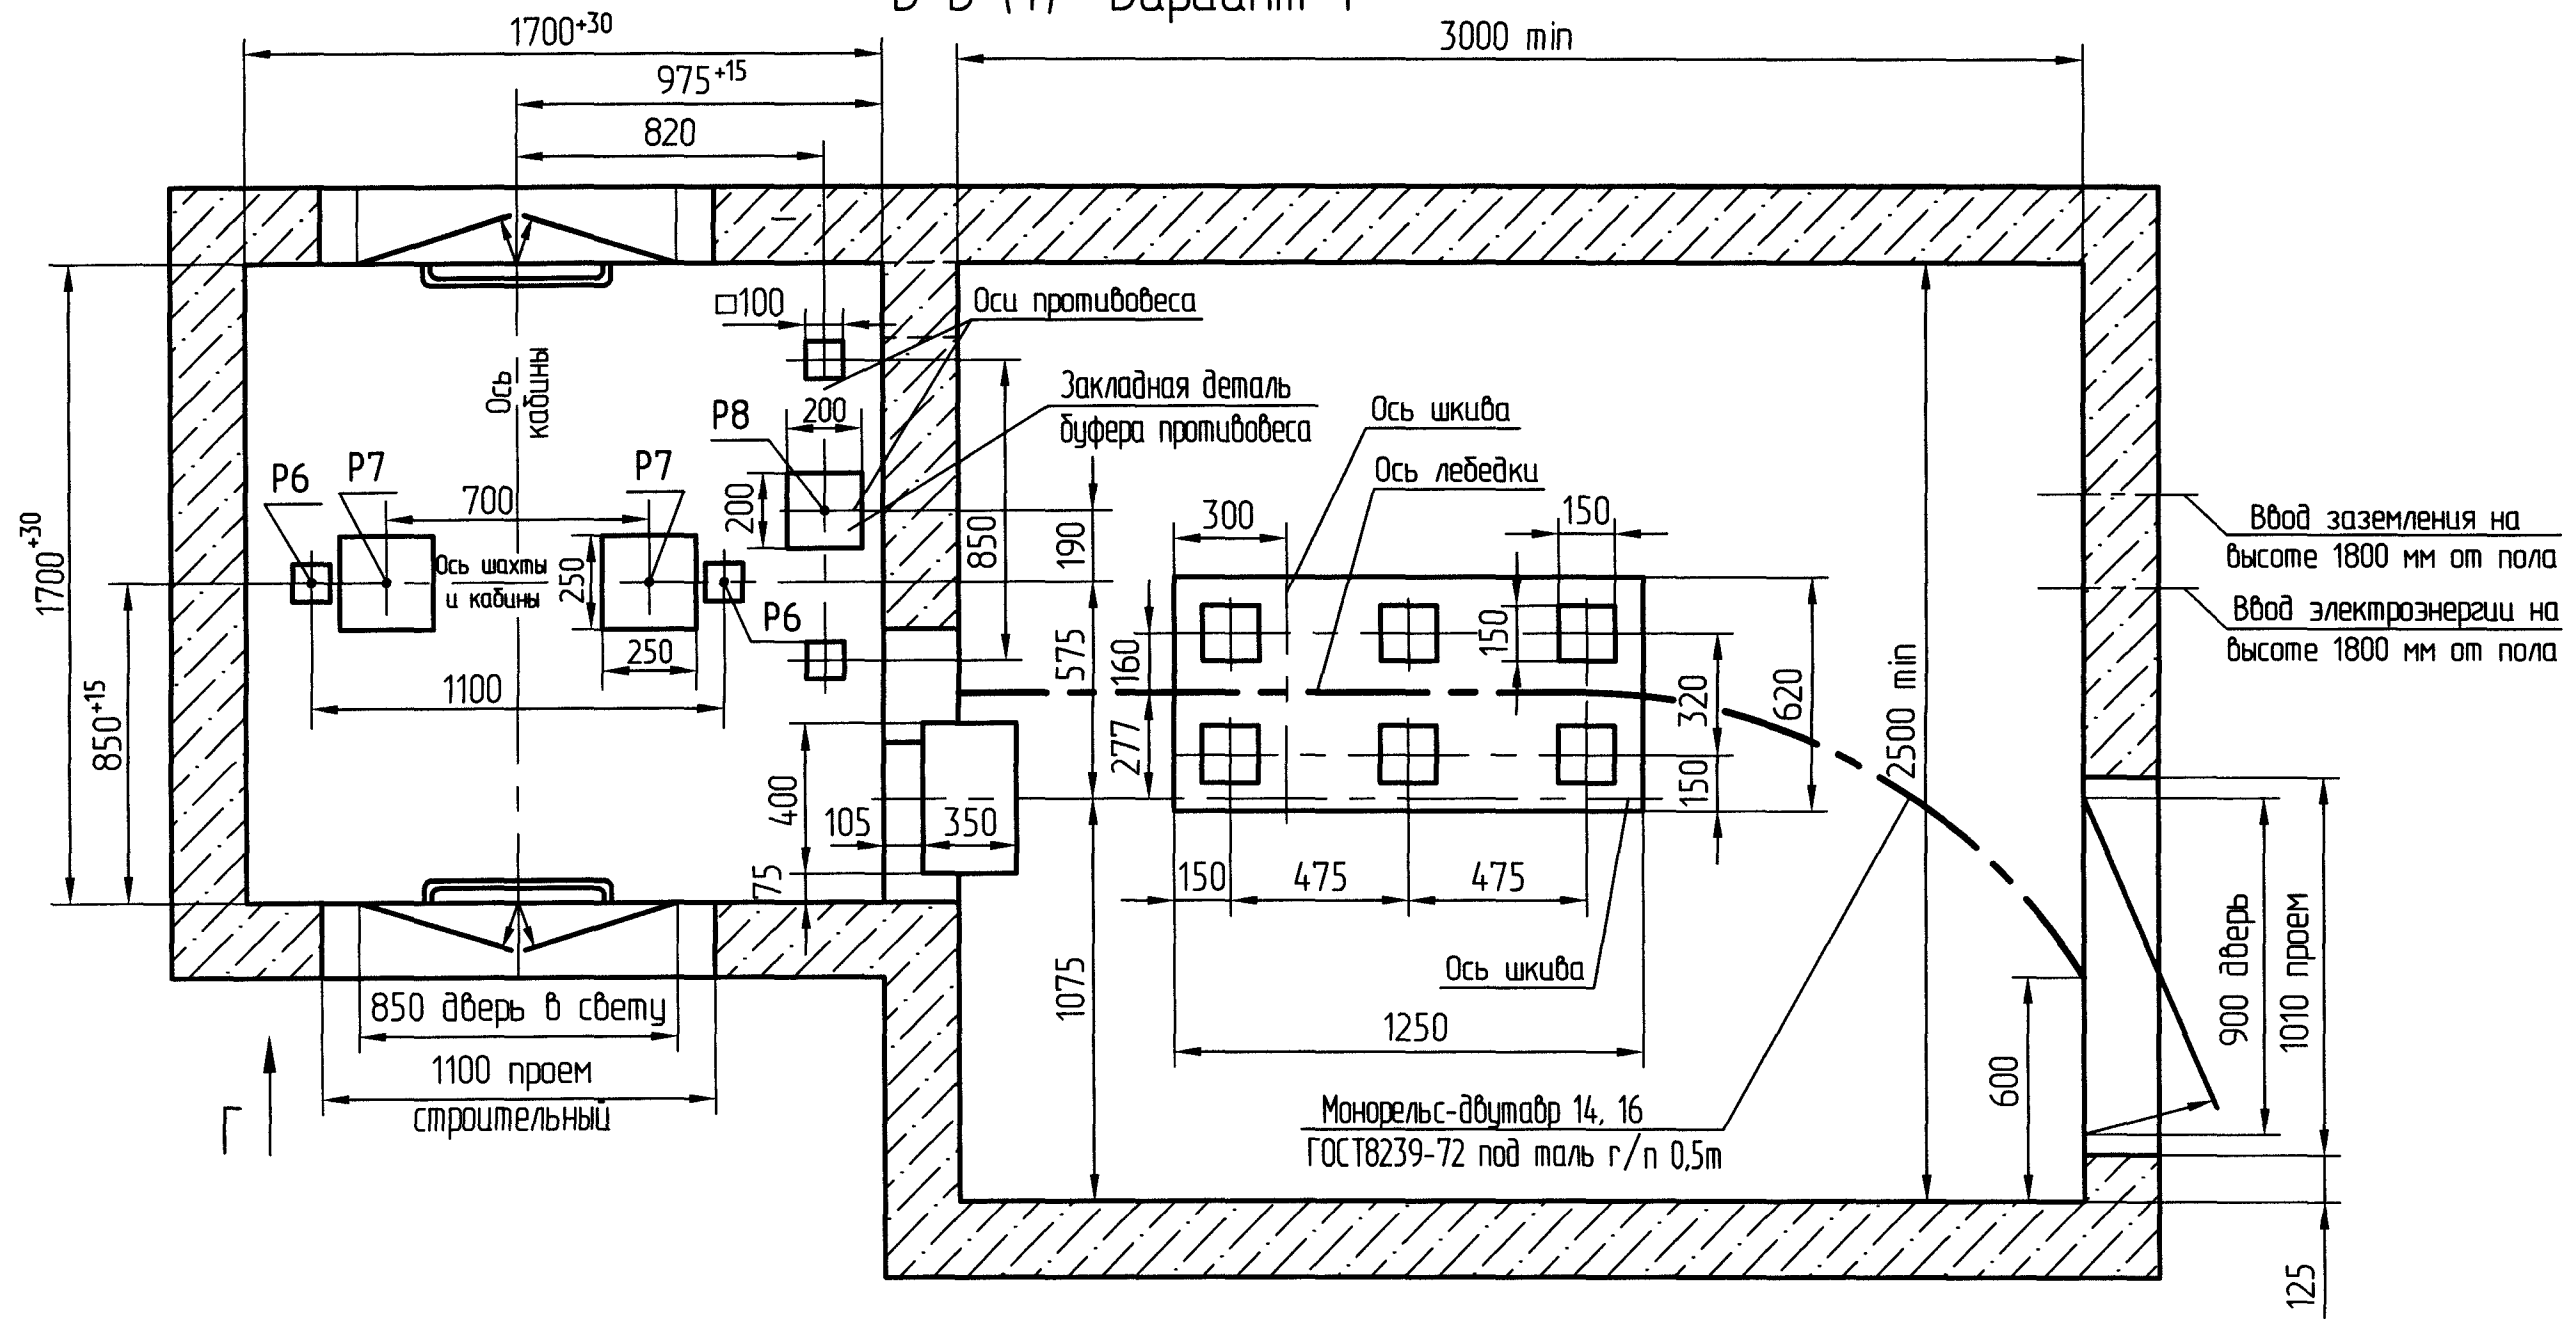 1700+30
3000 min
975+15
820
□100
Оси противовеса
Ось
кабины
Закладная деталь
буфера противовеса
Р8
200
Ось шкива
Р6
Р7
Р7
Ось лебедки
700
200
850
190
300
150
Ввод заземления на
высоте 1800 мм от пола
1700+30
Ось шахты
и кабины
250
Р6
Ввод электроэнергии на
высоте 1800 мм от пола
250
575
160
150
1100
850+15
320
620
2500 min
277
400
105
350
150
75
150
475
475
900 дверь
1010 проем
Ось шкива
850 дверь в свету
1075
1250
1100 проем
строительный
600
Г
Монорельс-двутавр 14, 16
ГОСТ8239-72 под таль г/п 0,5т
125